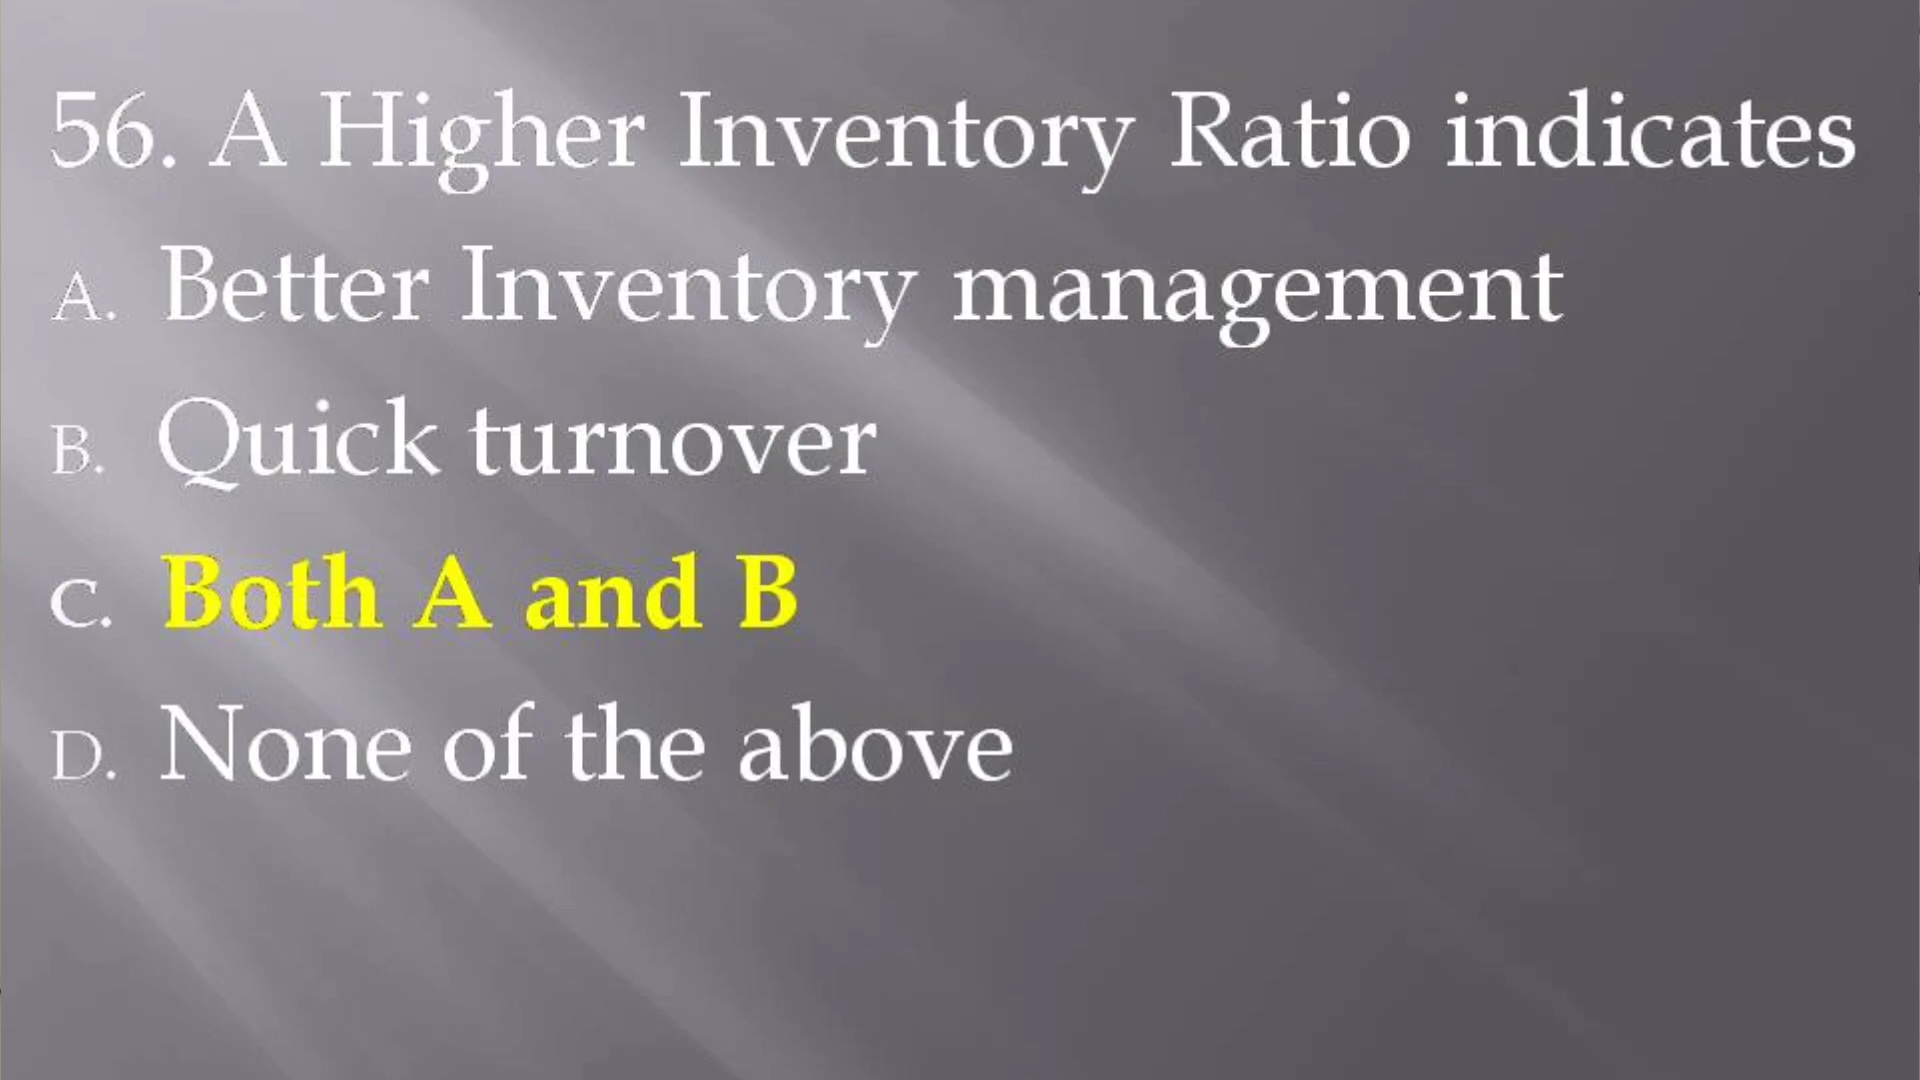 56. A Higher Inventory Ratio indicates
A. Better Inventory management
B. Quick turnover
C. Both A and B
D. None of the above